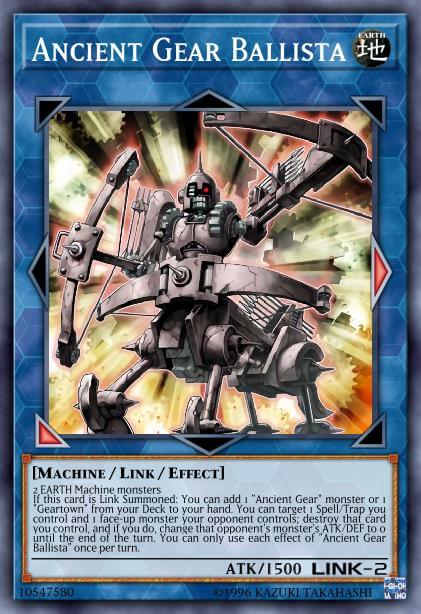 ANCIENT GEAR BALLISTA
EARTH
地
[MACHINE / LINK / EFFECT]
2 EARTH Machine monsters
If this card is Link Summoned: You can add 1 "Ancient Gear" monster or 1
"Geartown" from your Deck to your hand. You can target 1 Spell/Trap you
control and 1 face-up monster your opponent controls; destroy that card
you control, and if you do, change that opponent's monster's ATK/DEF to 0
until the end of the turn. You can only use each effect of "Ancient Gear
Ballista" once per turn.
ATK/1500 LINK-2
10547580
©1996 KAZUKI TAKAHASHI